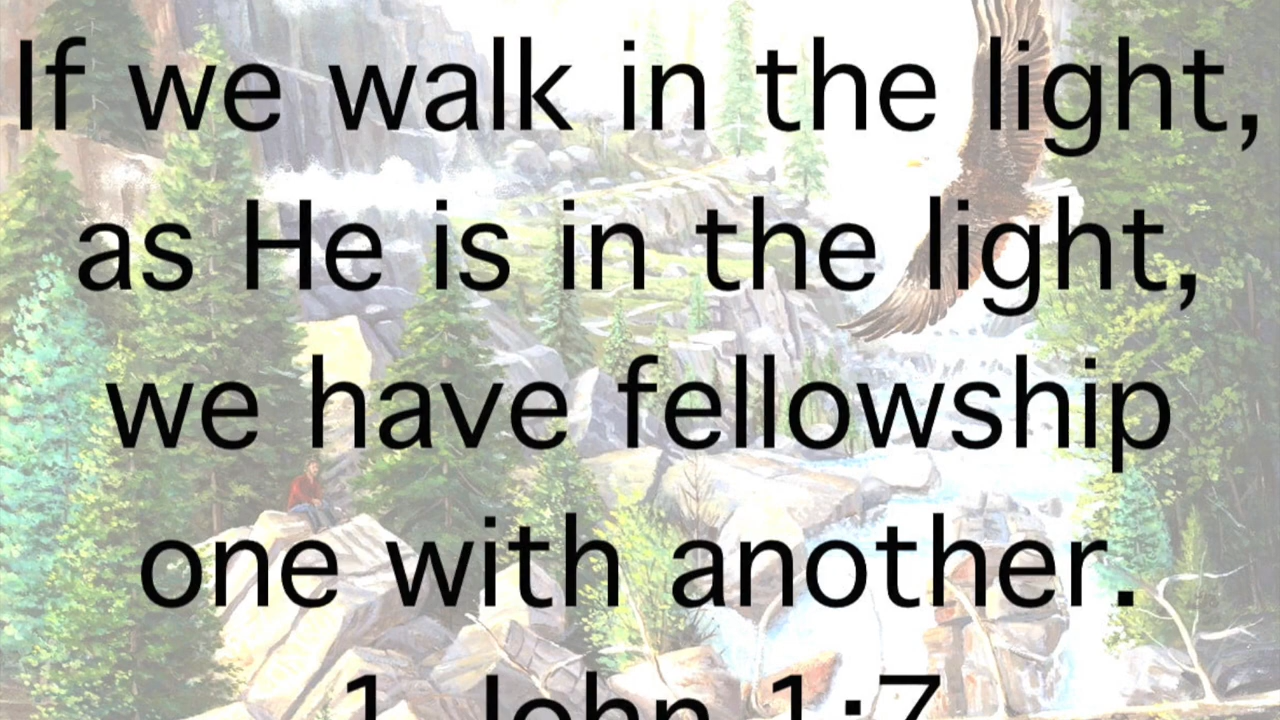 If we walk in the light,
as He is in the light,
we have fellowship
one with another.
1 John 1:7